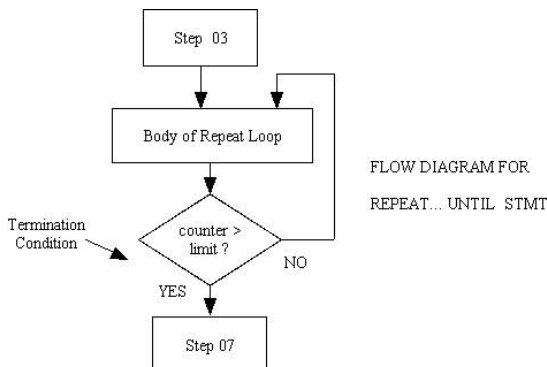 Step 03
Body of Repeat Loop
FLOW DIAGRAM FOR
REPEAT... UNTIL STMT
Termination
Condition
counter >
limit ?
NO
YES
Step 07